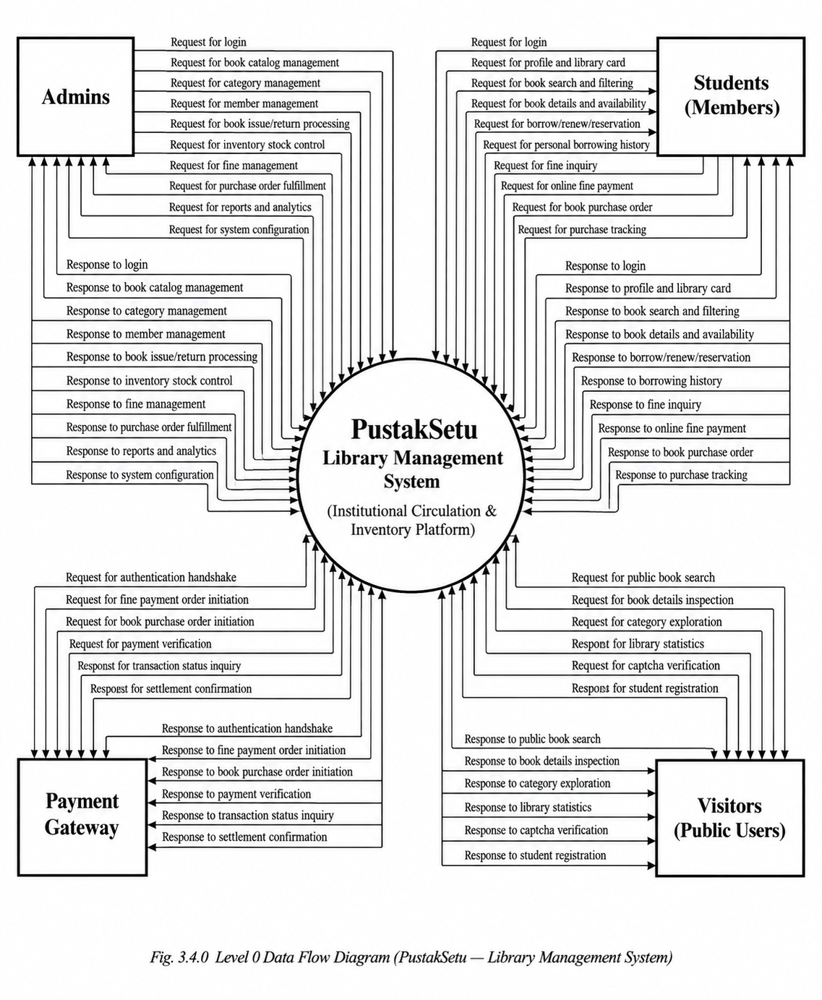 Admins
Request for login
Request for book catalog management
Request for category management
Request for member management
Request for book issue/return processing
Request for inventory stock control
Request for fine management
Request for purchase order fulfillment
Request for reports and analytics
Request for system configuration
Response to login
Response to book catalog management
Response to category management
Response to member management
Response to book issue/return processing
Response to inventory stock control
Response to fine management
Response to purchase order fulfillment
Response to reports and analytics
Response to system configuration
Students
(Members)
Request for login
Request for profile and library card
Request for book search and filtering
Request for book details and availability
Request for borrow/renew/reservation
Request for personal borrowing history
Request for fine inquiry
Request for online fine payment
Request for book purchase order
Request for purchase tracking
Response to login
Response to profile and library card
Response to book search and filtering
Response to book details and availability
Response to borrow/renew/reservation
Response to borrowing history
Response to fine inquiry
Response to online fine payment
Response to book purchase order
Response to purchase tracking
PustakSetu
Library Management
System
(Institutional Circulation &
Inventory Platform)
Request for authentication handshake
Request for fine payment order initiation
Request for book purchase order initiation
Request for payment verification
Responst for transaction status inquiry
for settlement confirmation
Response to authentication handshake
Response to fine payment order initiation
Response to book purchase order initiation
Response to payment verification
Response to transaction status inquiry
Response to settlement confirmation
Payment
Gateway
Request for public book search
Request for book details inspection
Request for category exploration
for library statistics
Request for captcha verification
for student registration
Response to public book search
Response to book details inspection
Response to category exploration
Response to library statistics
Response to captcha verification
Response to student registration
Visitors
(Public Users)
Fig. 3.4.0 Level 0 Data Flow Diagram (PustakSetu — Library Management System)